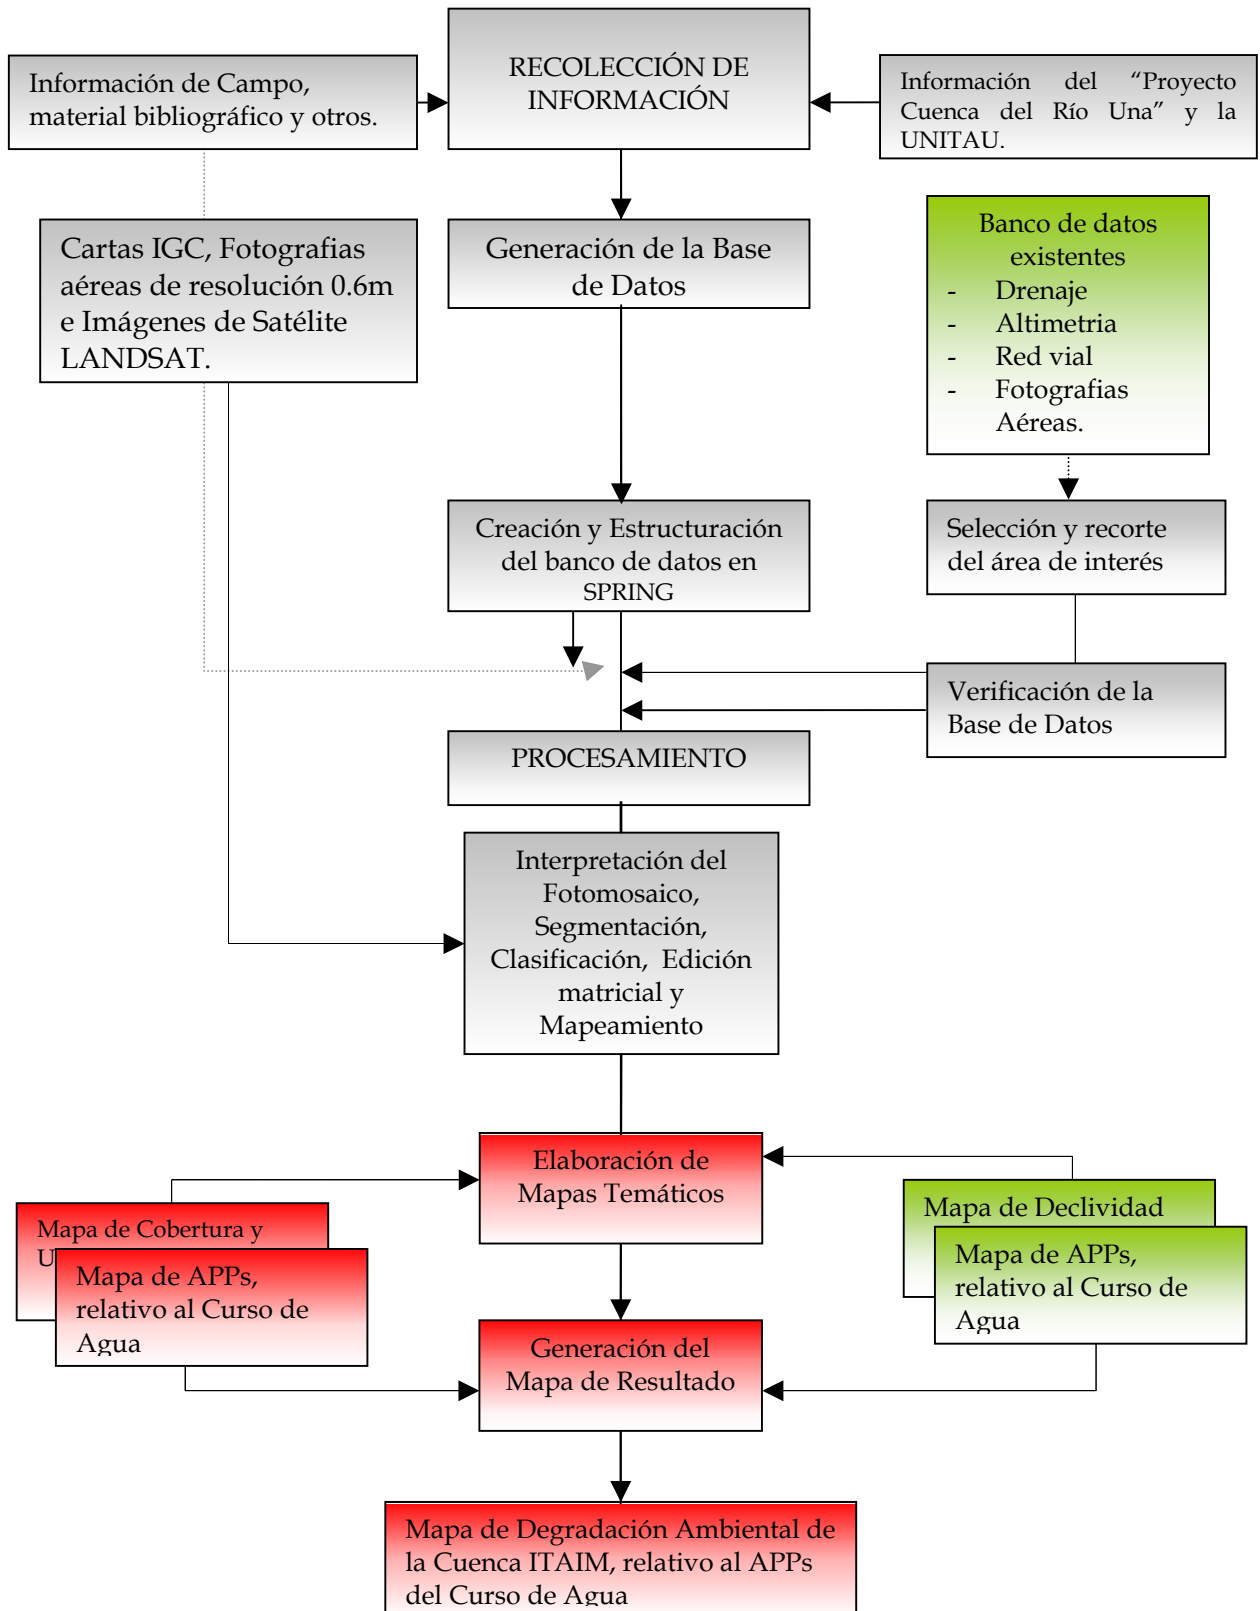 RECOLECCIÓN DE
INFORMACIÓN
Información de Campo,
material bibliográfico y otros.
Información del “Proyecto
Cuenca del Río Una” y la
UNITAU.
Cartas IGC, Fotografias
aéreas de resolución 0.6m
e Imágenes de Satélite
LANDSAT.
Generación de la Base
de Datos
Banco de datos
existentes
- Drenaje
- Altimetria
- Red vial
- Fotografias
Aéreas.
Creación y Estructuración
del banco de datos en
SPRING
Selección y recorte
del área de interés
Verificación de la
Base de Datos
PROCESAMIENTO
Interpretación del
Fotomosaico,
Segmentación,
Clasificación, Edición
matricial y
Mapeamiento
Elaboración de
Mapas Temáticos
Mapa de Cobertura y
U
Mapa de APPs,
relativo al Curso de
Agua
Mapa de Declividad
Mapa de APPs,
relativo al Curso de
Agua
Generación del
Mapa de Resultado
Mapa de Degradación Ambiental de
la Cuenca ITAIM, relativo al APPs
del Curso de Agua